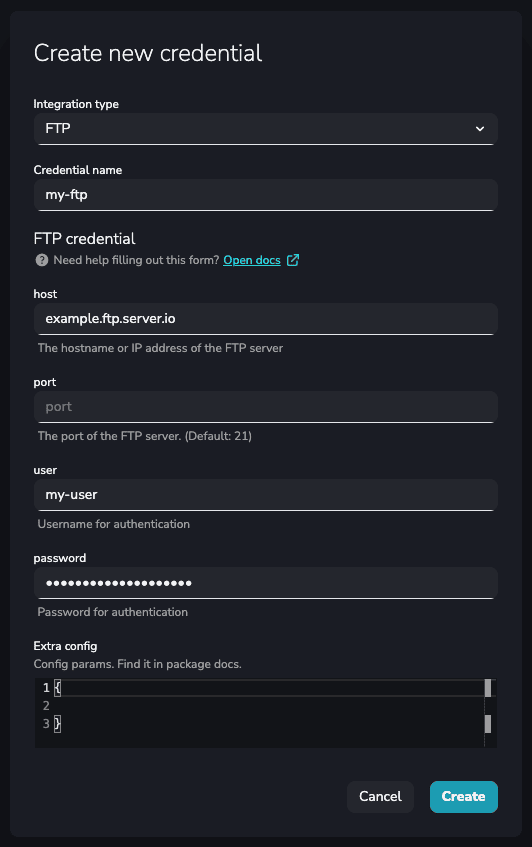 Create new credential
Integration type
FTP
Credential name
my-ftp
FTP credential
? Need help filling out this form? Open docs
host
example.ftp.server.io
The hostname or IP address of the FTP server
port
port
The port of the FTP server. (Default: 21)
user
my-user
Username for authentication
password
••••••••••••••••••••
Password for authentication
Extra config
Config params. Find it in package docs.
1 {
2
3 }
Cancel Create